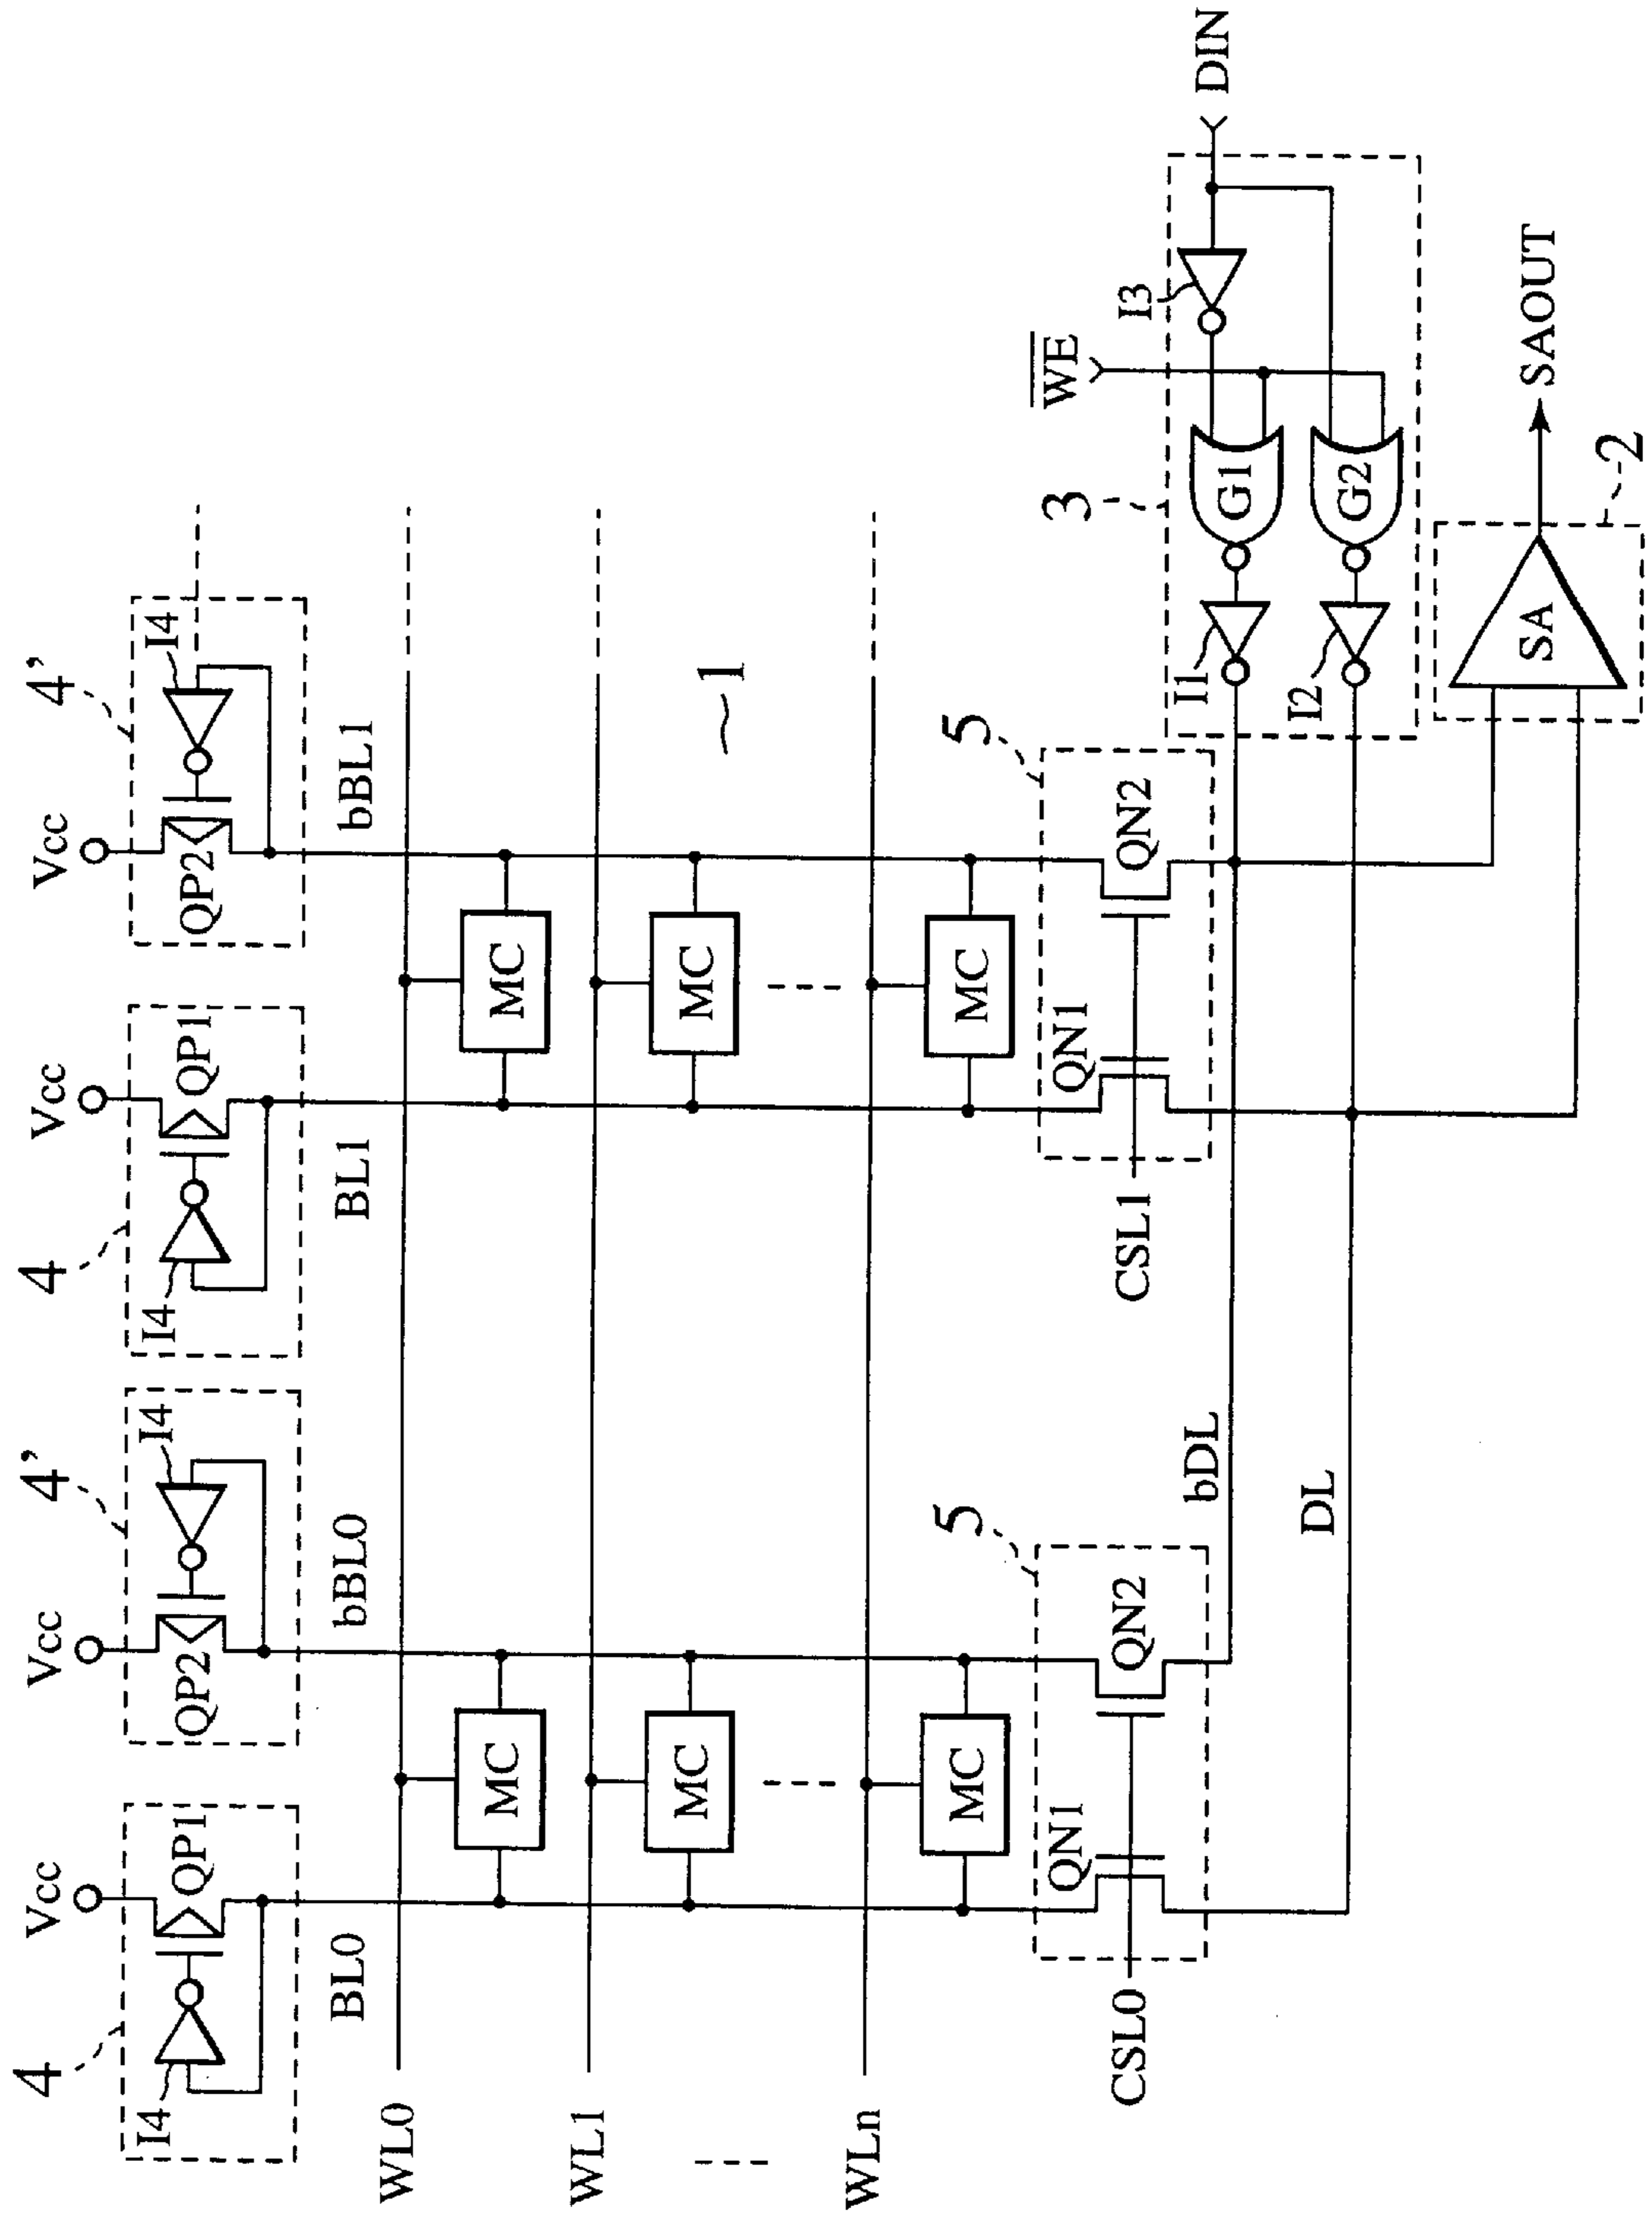 4 4' 4 4'
Vcc Vcc Vcc Vcc
I4 QP1 QP2 I4 I4 QP1 QP2 I4
BL0 bBL0 BL1 bBL1
WL0
MC MC
WL1
MC MC
1
WLn
MC MC
5 5
QN1 QN2 QN1 QN2
CSL0 CSL1
bDL
DL
3
WE
DIN
I3
I1 G1
I2 G2
SA
SAOUT
2